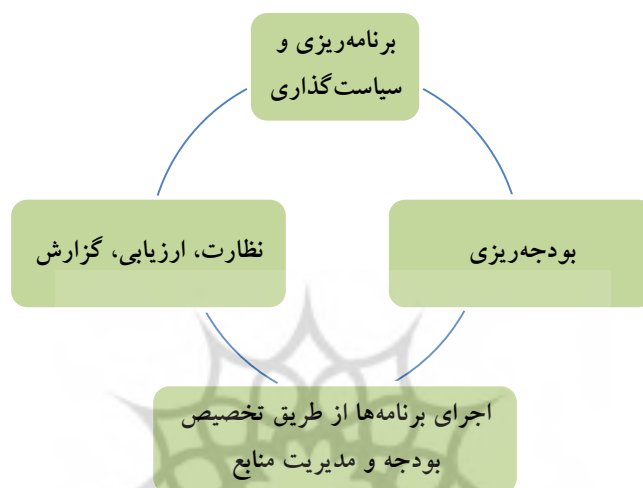 برنامه‌ریزی و
سیاست‌گذاری
بودجه‌ریزی
نظارت، ارزیابی، گزارش
اجرای برنامه‌ها از طریق تخصیص
بودجه و مدیریت منابع